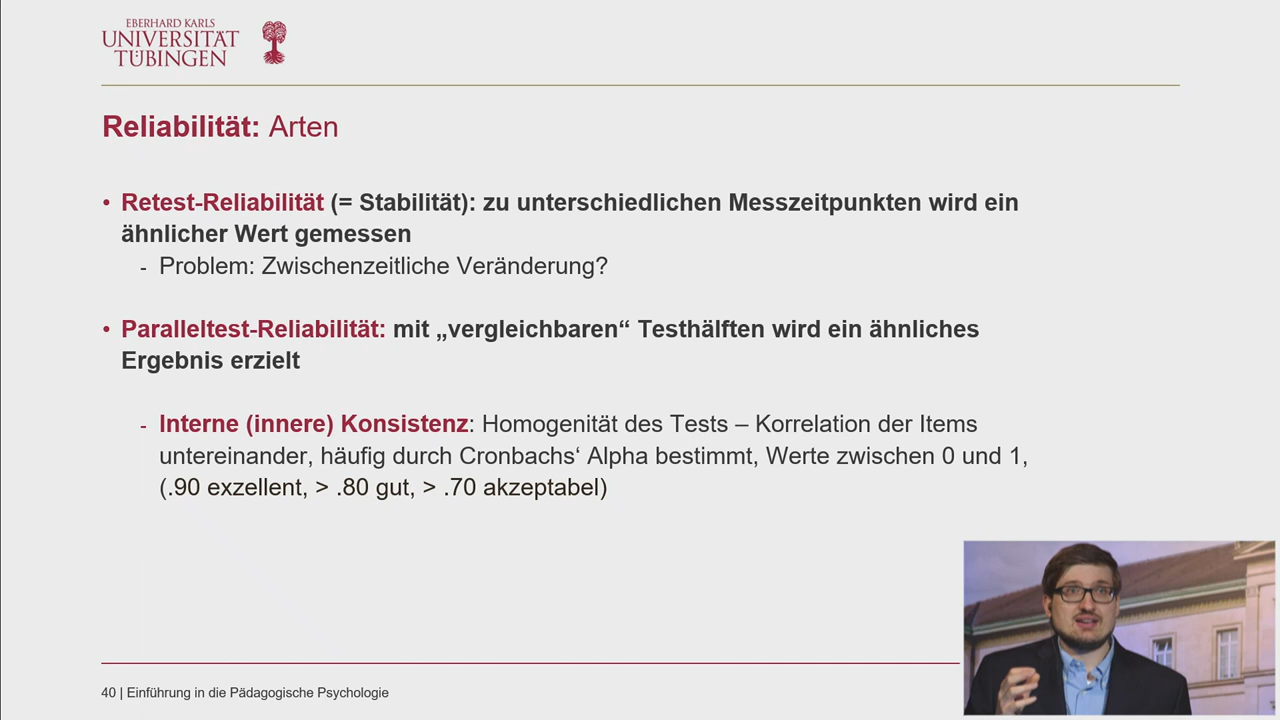 EBERHARD KARLS
UNIVERSITÄT
TÜBINGEN
Reliabilität: Arten
• Retest-Reliabilität (= Stabilität): zu unterschiedlichen Messzeitpunkten wird ein
ähnlicher Wert gemessen
- Problem: Zwischenzeitliche Veränderung?
• Paralleltest-Reliabilität: mit „vergleichbaren“ Testhälften wird ein ähnliches
Ergebnis erzielt
- Interne (innere) Konsistenz: Homogenität des Tests – Korrelation der Items
untereinander, häufig durch Cronbachs‘ Alpha bestimmt, Werte zwischen 0 und 1,
(.90 exzellent, > .80 gut, > .70 akzeptabel)
40 | Einführung in die Pädagogische Psychologie